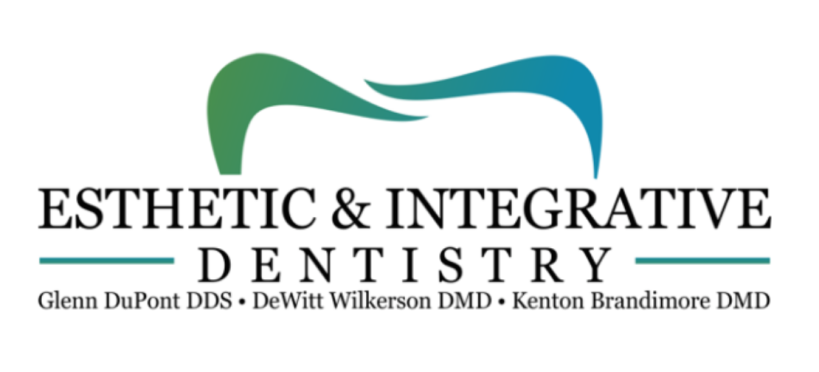 ESTHETIC & INTEGRATIVE
DENTISTRY
Glenn DuPont DDS • DeWitt Wilkerson DMD • Kenton Brandimore DMD